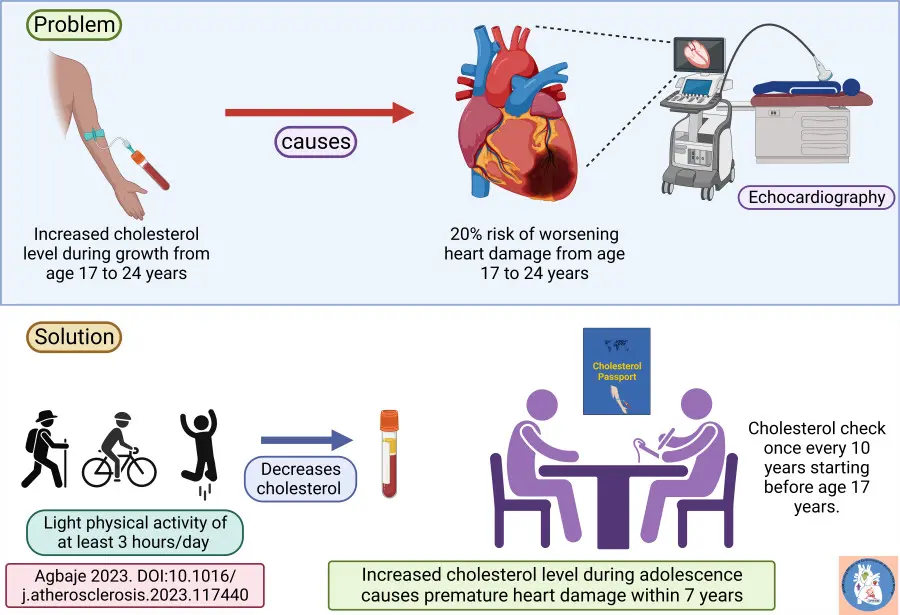 Problem
causes
Increased cholesterol
level during growth from
age 17 to 24 years
20% risk of worsening
heart damage from age
17 to 24 years
Echocardiography
Solution
Cholesterol
Passport
Decreases
cholesterol
Light physical activity of
at least 3 hours/day
Cholesterol check
once every 10
years starting
before age 17
years.
Agbaje 2023. DOI:10.1016/
j.atherosclerosis.2023.117440
Increased cholesterol level during adolescence
causes premature heart damage within 7 years